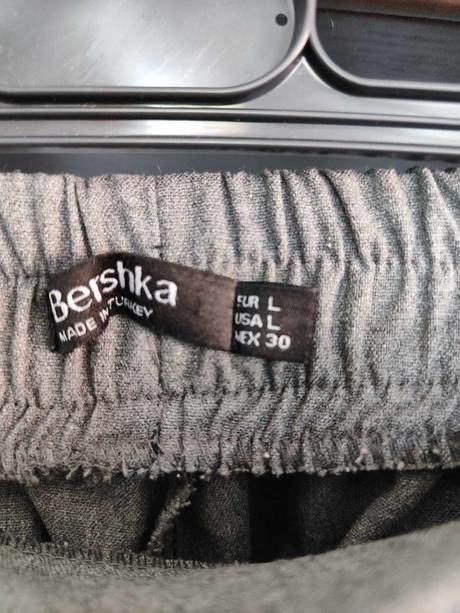 Bershka
MADE IN TURKEY
EUR L
USA L
MEX 30